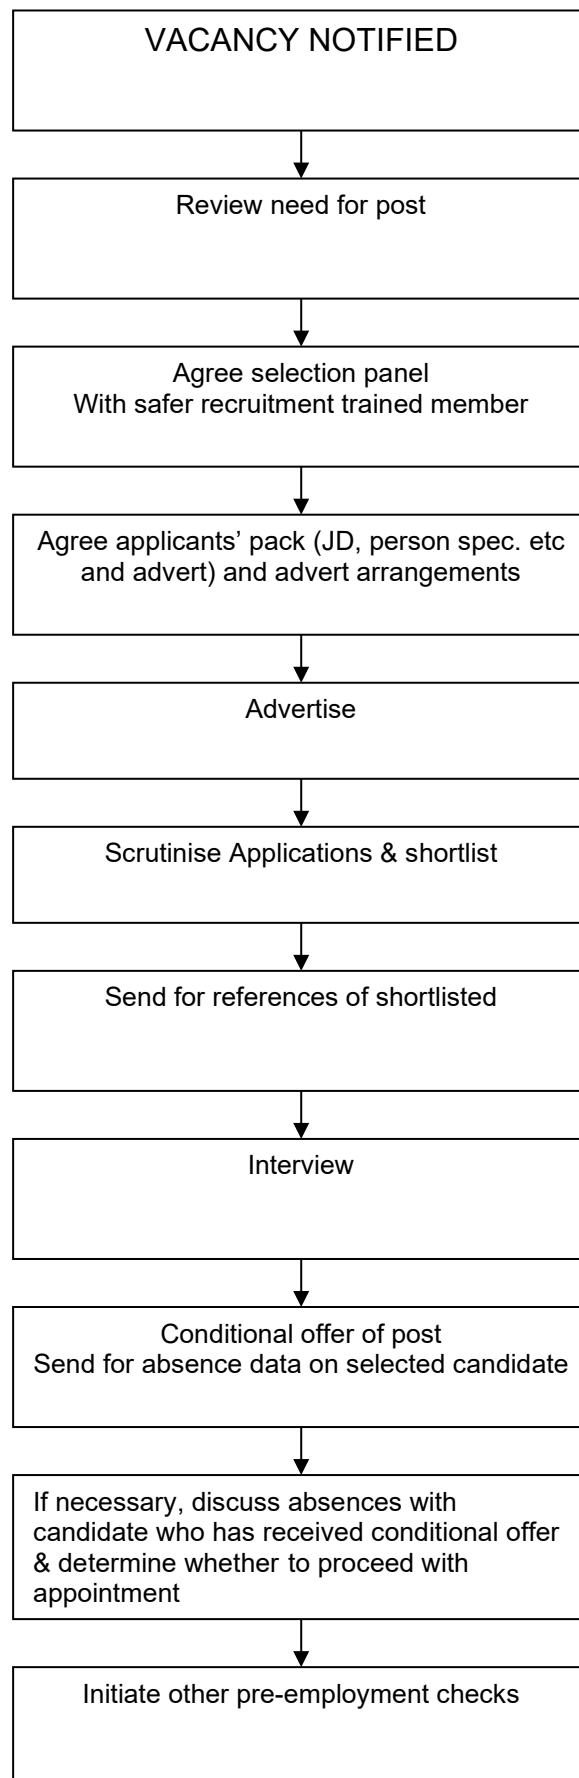 VACANCY NOTIFIED
Review need for post
Agree selection panel
With safer recruitment trained member
Agree applicants’ pack (JD, person spec. etc
and advert) and advert arrangements
Advertise
Scrutinise Applications & shortlist
Send for references of shortlisted
Interview
Conditional offer of post
Send for absence data on selected candidate
If necessary, discuss absences with
candidate who has received conditional offer
& determine whether to proceed with
appointment
Initiate other pre-employment checks